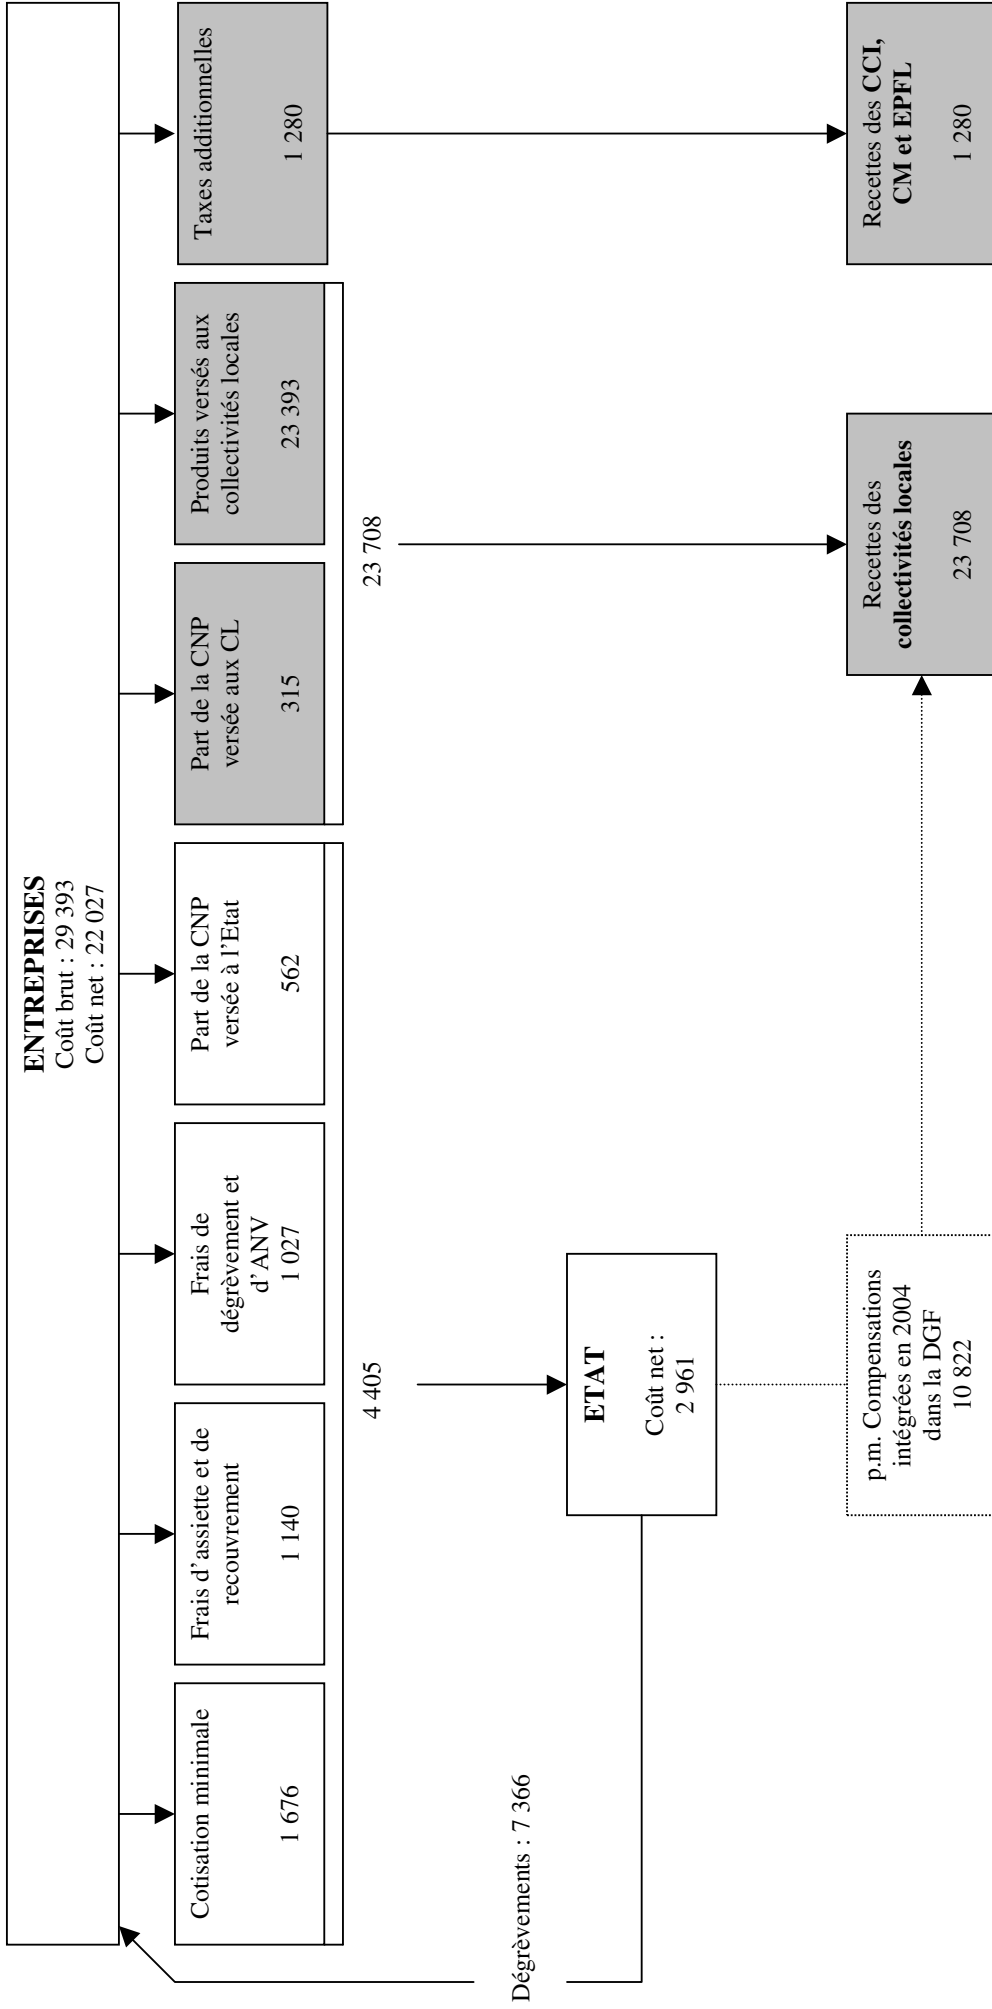 ENTREPRISES
Coût brut : 29 393
Coût net : 22 027
Cotisation minimale
1 676
Frais d'assiette et de
recouvrement
1 140
Frais de
dégrèvement et
d'ANV
1 027
Part de la CNP
versée à l'Etat
562
Part de la CNP
versée aux CL
315
Produits versés aux
collectivités locales
23 393
Taxes additionnelles
1 280
4 405
23 708
Dégrèvements : 7 366
ETAT
Coût net :
2 961
p.m. Compensations
intégrées en 2004
dans la DGF
10 822
Recettes des
collectivités locales
23 708
Recettes des CCI,
CM et EPFL
1 280